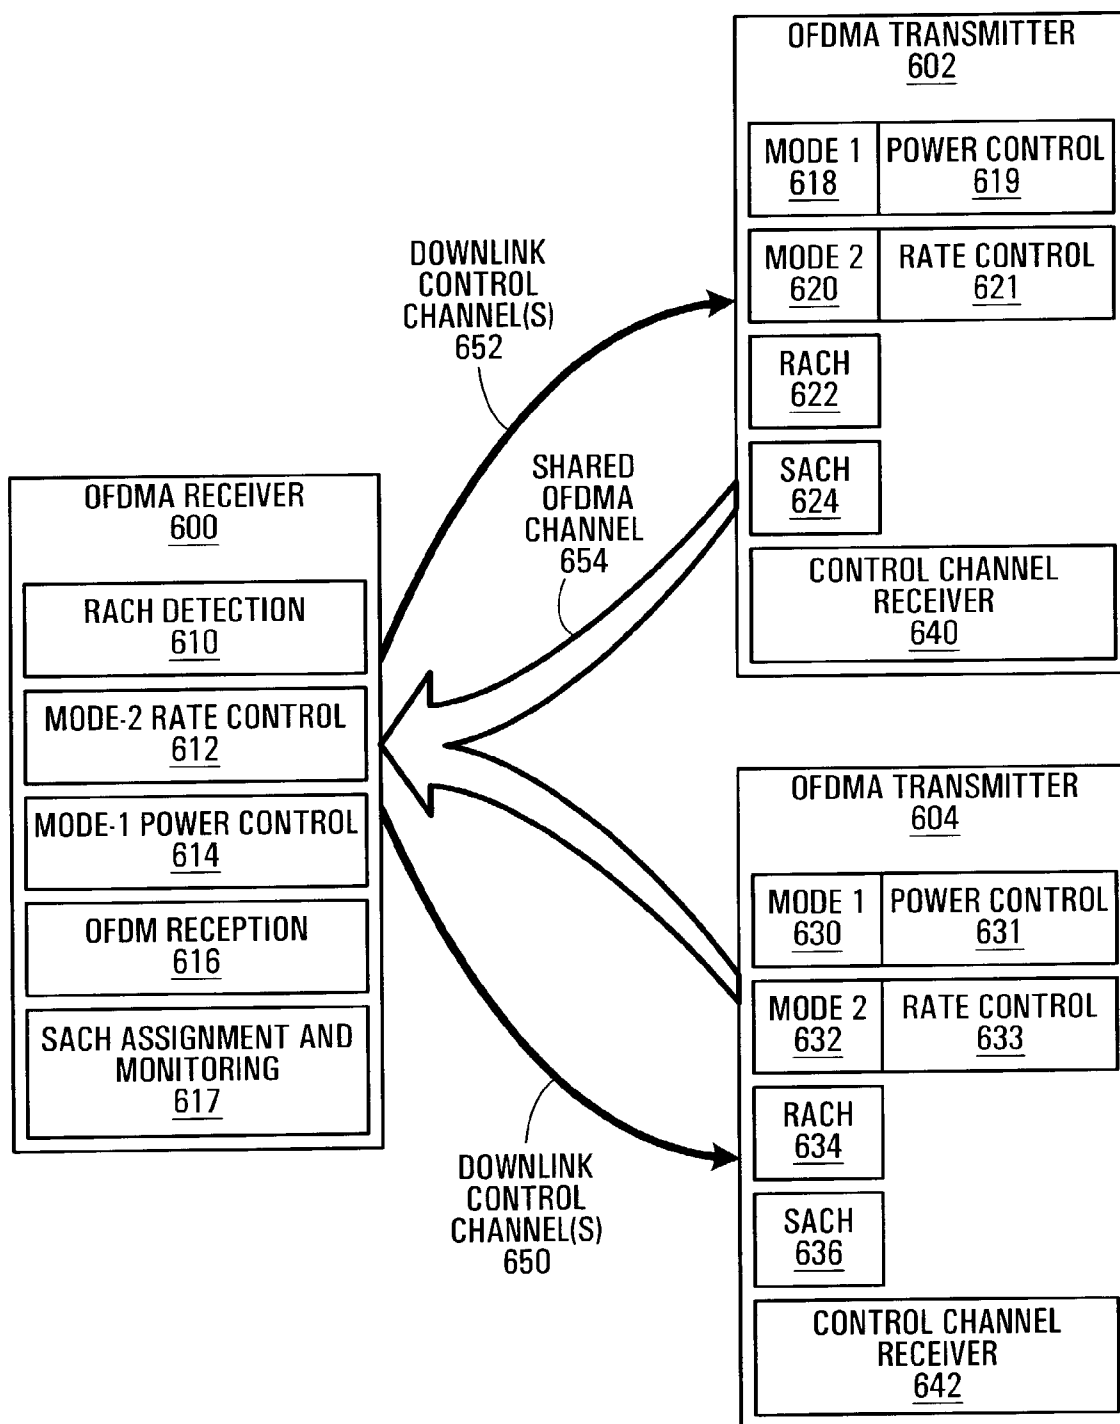 OFDMA TRANSMITTER
602
MODE 1
618
POWER CONTROL
619
MODE 2
620
RATE CONTROL
621
RACH
622
SACH
624
CONTROL CHANNEL
RECEIVER
640
DOWNLINK
CONTROL
CHANNEL(S)
652
SHARED
OFDMA
CHANNEL
654
OFDMA RECEIVER
600
RACH DETECTION
610
MODE-2 RATE CONTROL
612
MODE-1 POWER CONTROL
614
OFDM RECEPTION
616
SACH ASSIGNMENT AND
MONITORING
617
DOWNLINK
CONTROL
CHANNEL(S)
650
OFDMA TRANSMITTER
604
MODE 1
630
POWER CONTROL
631
MODE 2
632
RATE CONTROL
633
RACH
634
SACH
636
CONTROL CHANNEL
RECEIVER
642